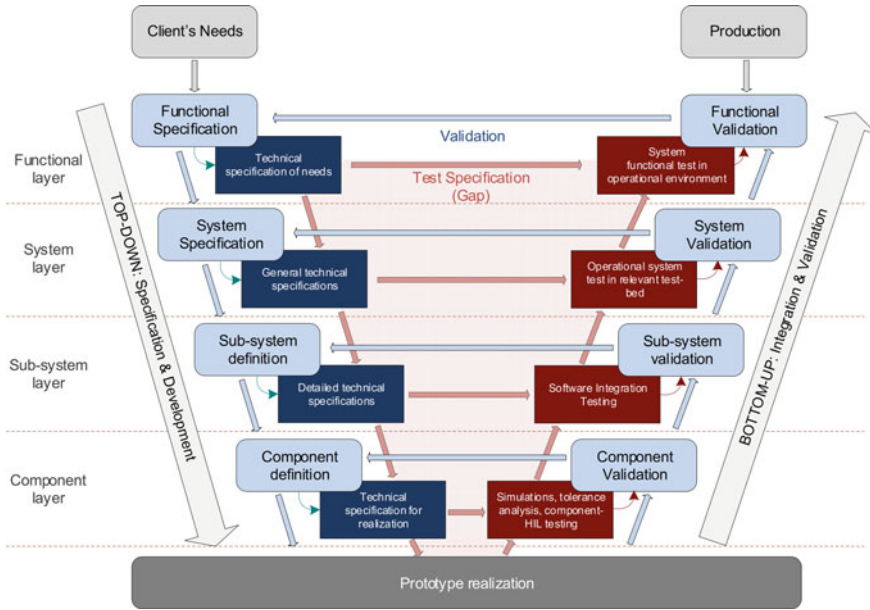 Client's Needs
Production
Functional
Specification
Functional
Validation
Validation
Functional
layer
Technical
specification of needs
Test Specification
(Gap)
System
functional test in
operational environment
System
Specification
System
Validation
System
layer
General technical
specifications
Operational system
test in relevant test-
bed
Sub-system
definition
Sub-system
validation
Sub-system
layer
Detailed technical
specifications
Software Integration
Testing
Component
definition
Component
Validation
Component
layer
Technical
specification for
realization
Simulations, tolerance
analysis, component-
HIL testing
TOP-DOWN: Specification & Development
BOTTOM-UP: Integration & Validation
Prototype realization